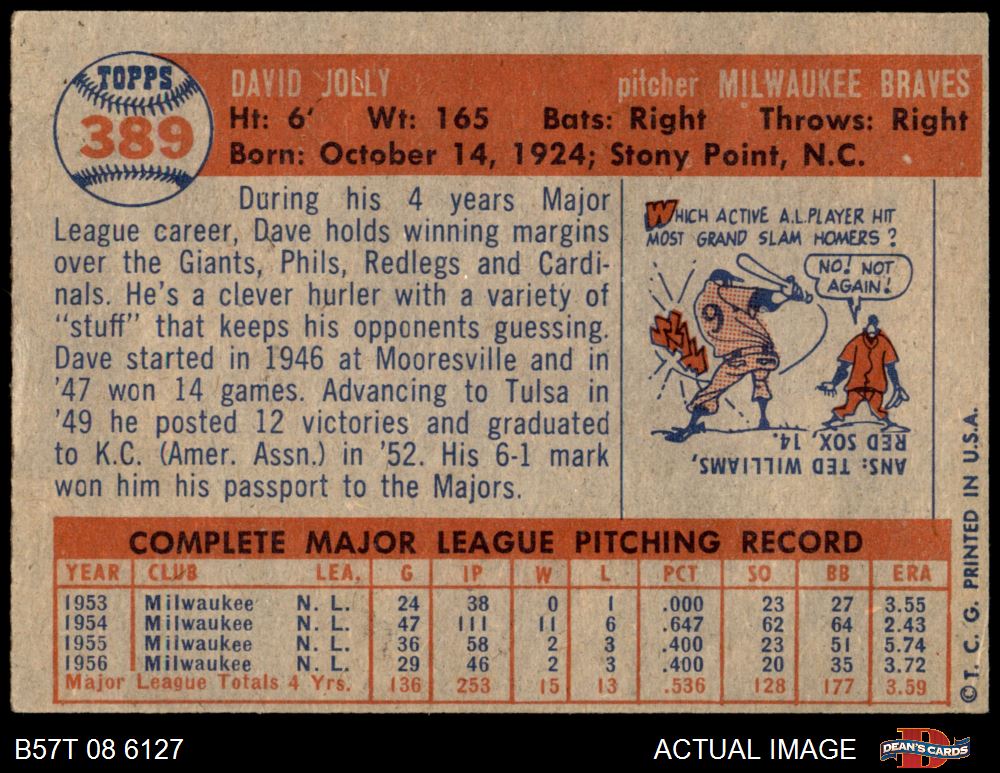 TOPPS
389
DAVID JOLLY pitcher MILWAUKEE BRAVES
Ht: 6' Wt: 165 Bats: Right Throws: Right
Born: October 14, 1924; Stony Point, N.C.
During his 4 years Major
League career, Dave holds winning margins
over the Giants, Phils, Redlegs and Cardi-
nals. He's a clever hurler with a variety of
"stuff" that keeps his opponents guessing.
Dave started in 1946 at Mooresville and in
'47 won 14 games. Advancing to Tulsa in
'49 he posted 12 victories and graduated
to K.C. (Amer. Assn.) in '52. His 6-1 mark
won him his passport to the Majors.
WHICH ACTIVE A.L. PLAYER HIT
MOST GRAND SLAM HOMERS?
NO! NOT
AGAIN!
9
ANS: TED WILLIAMS,
RED SOX, 14.
COMPLETE MAJOR LEAGUE PITCHING RECORD
YEAR CLUB LEA. G IP W L PCT SO BB ERA
1953 Milwaukee N. L. 24 38 0 1 .000 23 27 3.55
1954 Milwaukee N. L. 47 111 11 6 .647 62 64 2.43
1955 Milwaukee N. L. 36 58 2 3 .400 23 51 5.74
1956 Milwaukee N. L. 29 46 2 3 .400 20 35 3.72
Major League Totals 4 Yrs. 136 253 15 13 .536 128 177 3.59
© T. C. G. PRINTED IN U.S.A.
B57T 08 6127 ACTUAL IMAGE
DEAN'S CARDS